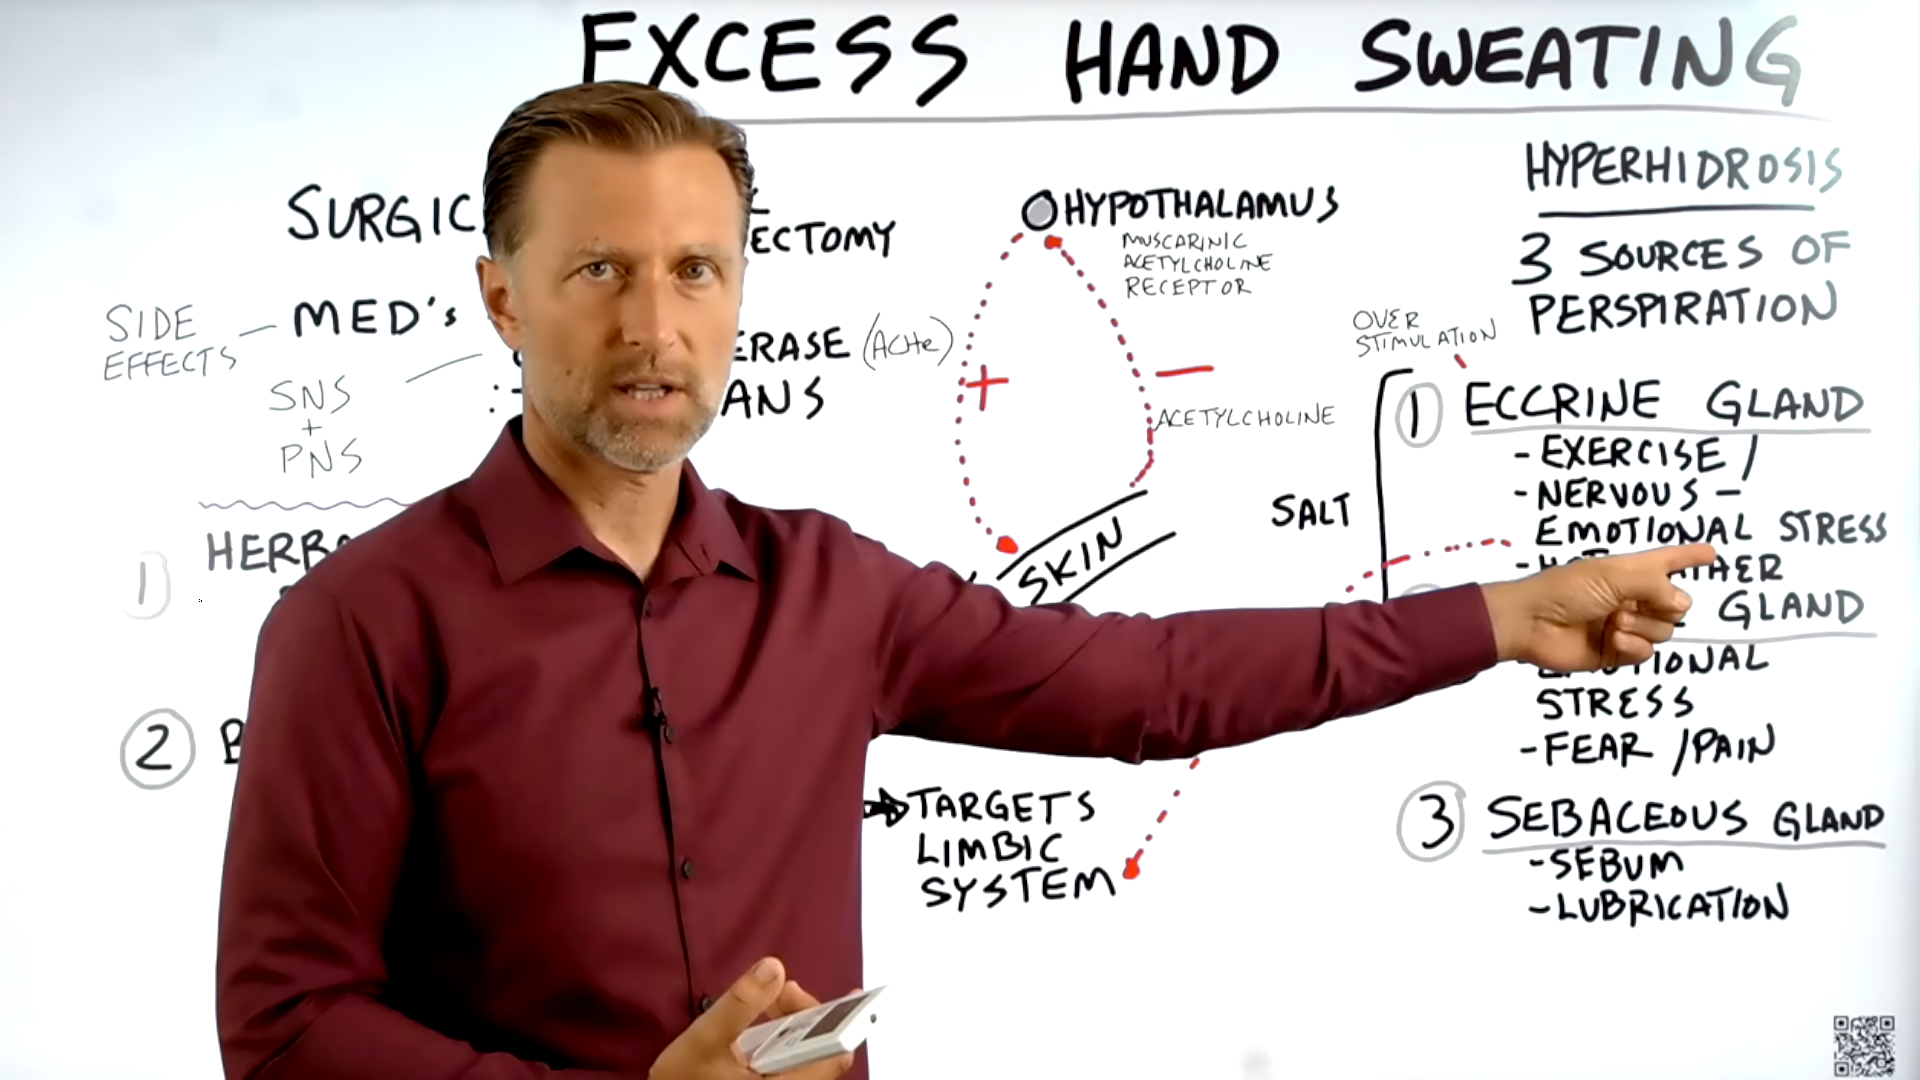 EXCESS HAND SWEATING
SURGIC
ECTOMY
SIDE
EFFECTS
MED's
ERASE (ACHe)
ANS
SNS
+
PNS
1
HERB
2
HYPOTHALAMUS
MUSCARINIC
ACETYLCHOLINE
RECEPTOR
+
—
ACETYLCHOLINE
SKIN
TARGETS
LIMBIC
SYSTEM
HYPERHIDROSIS
3 SOURCES OF
PERSPIRATION
OVER
STIMULATION
SALT
1 ECCRINE GLAND
- EXERCISE /
- NERVOUS -
EMOTIONAL STRESS
GLAND
STRESS
- FEAR / PAIN
3 SEBACEOUS GLAND
- SEBUM
- LUBRICATION